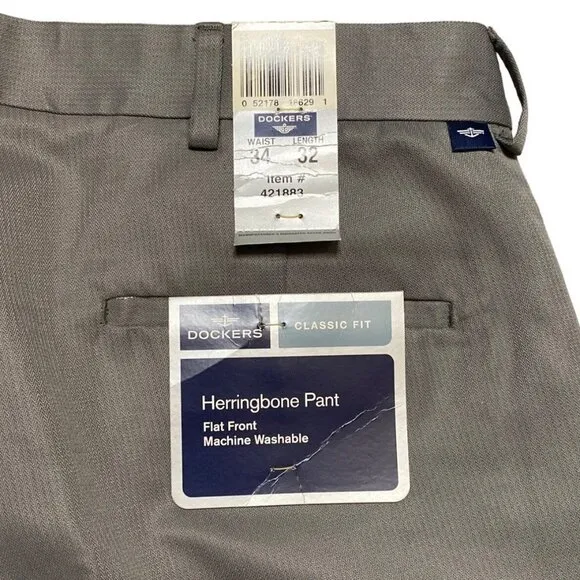 0 52178 18629 1
DOCKERS
WAIST LENGTH
34 32
Item #
421883
DOCKERS
CLASSIC FIT
Herringbone Pant
Flat Front
Machine Washable